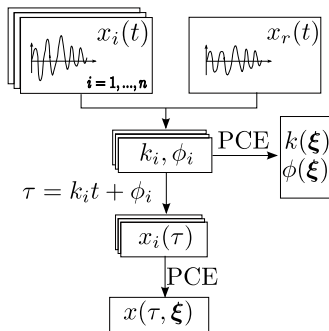 x_i(t)
i = 1, ..., n
x_r(t)
k_i, ϕ_i
PCE
k(ξ)
ϕ(ξ)
τ = k_i t + ϕ_i
x_i(τ)
PCE
x(τ, ξ)